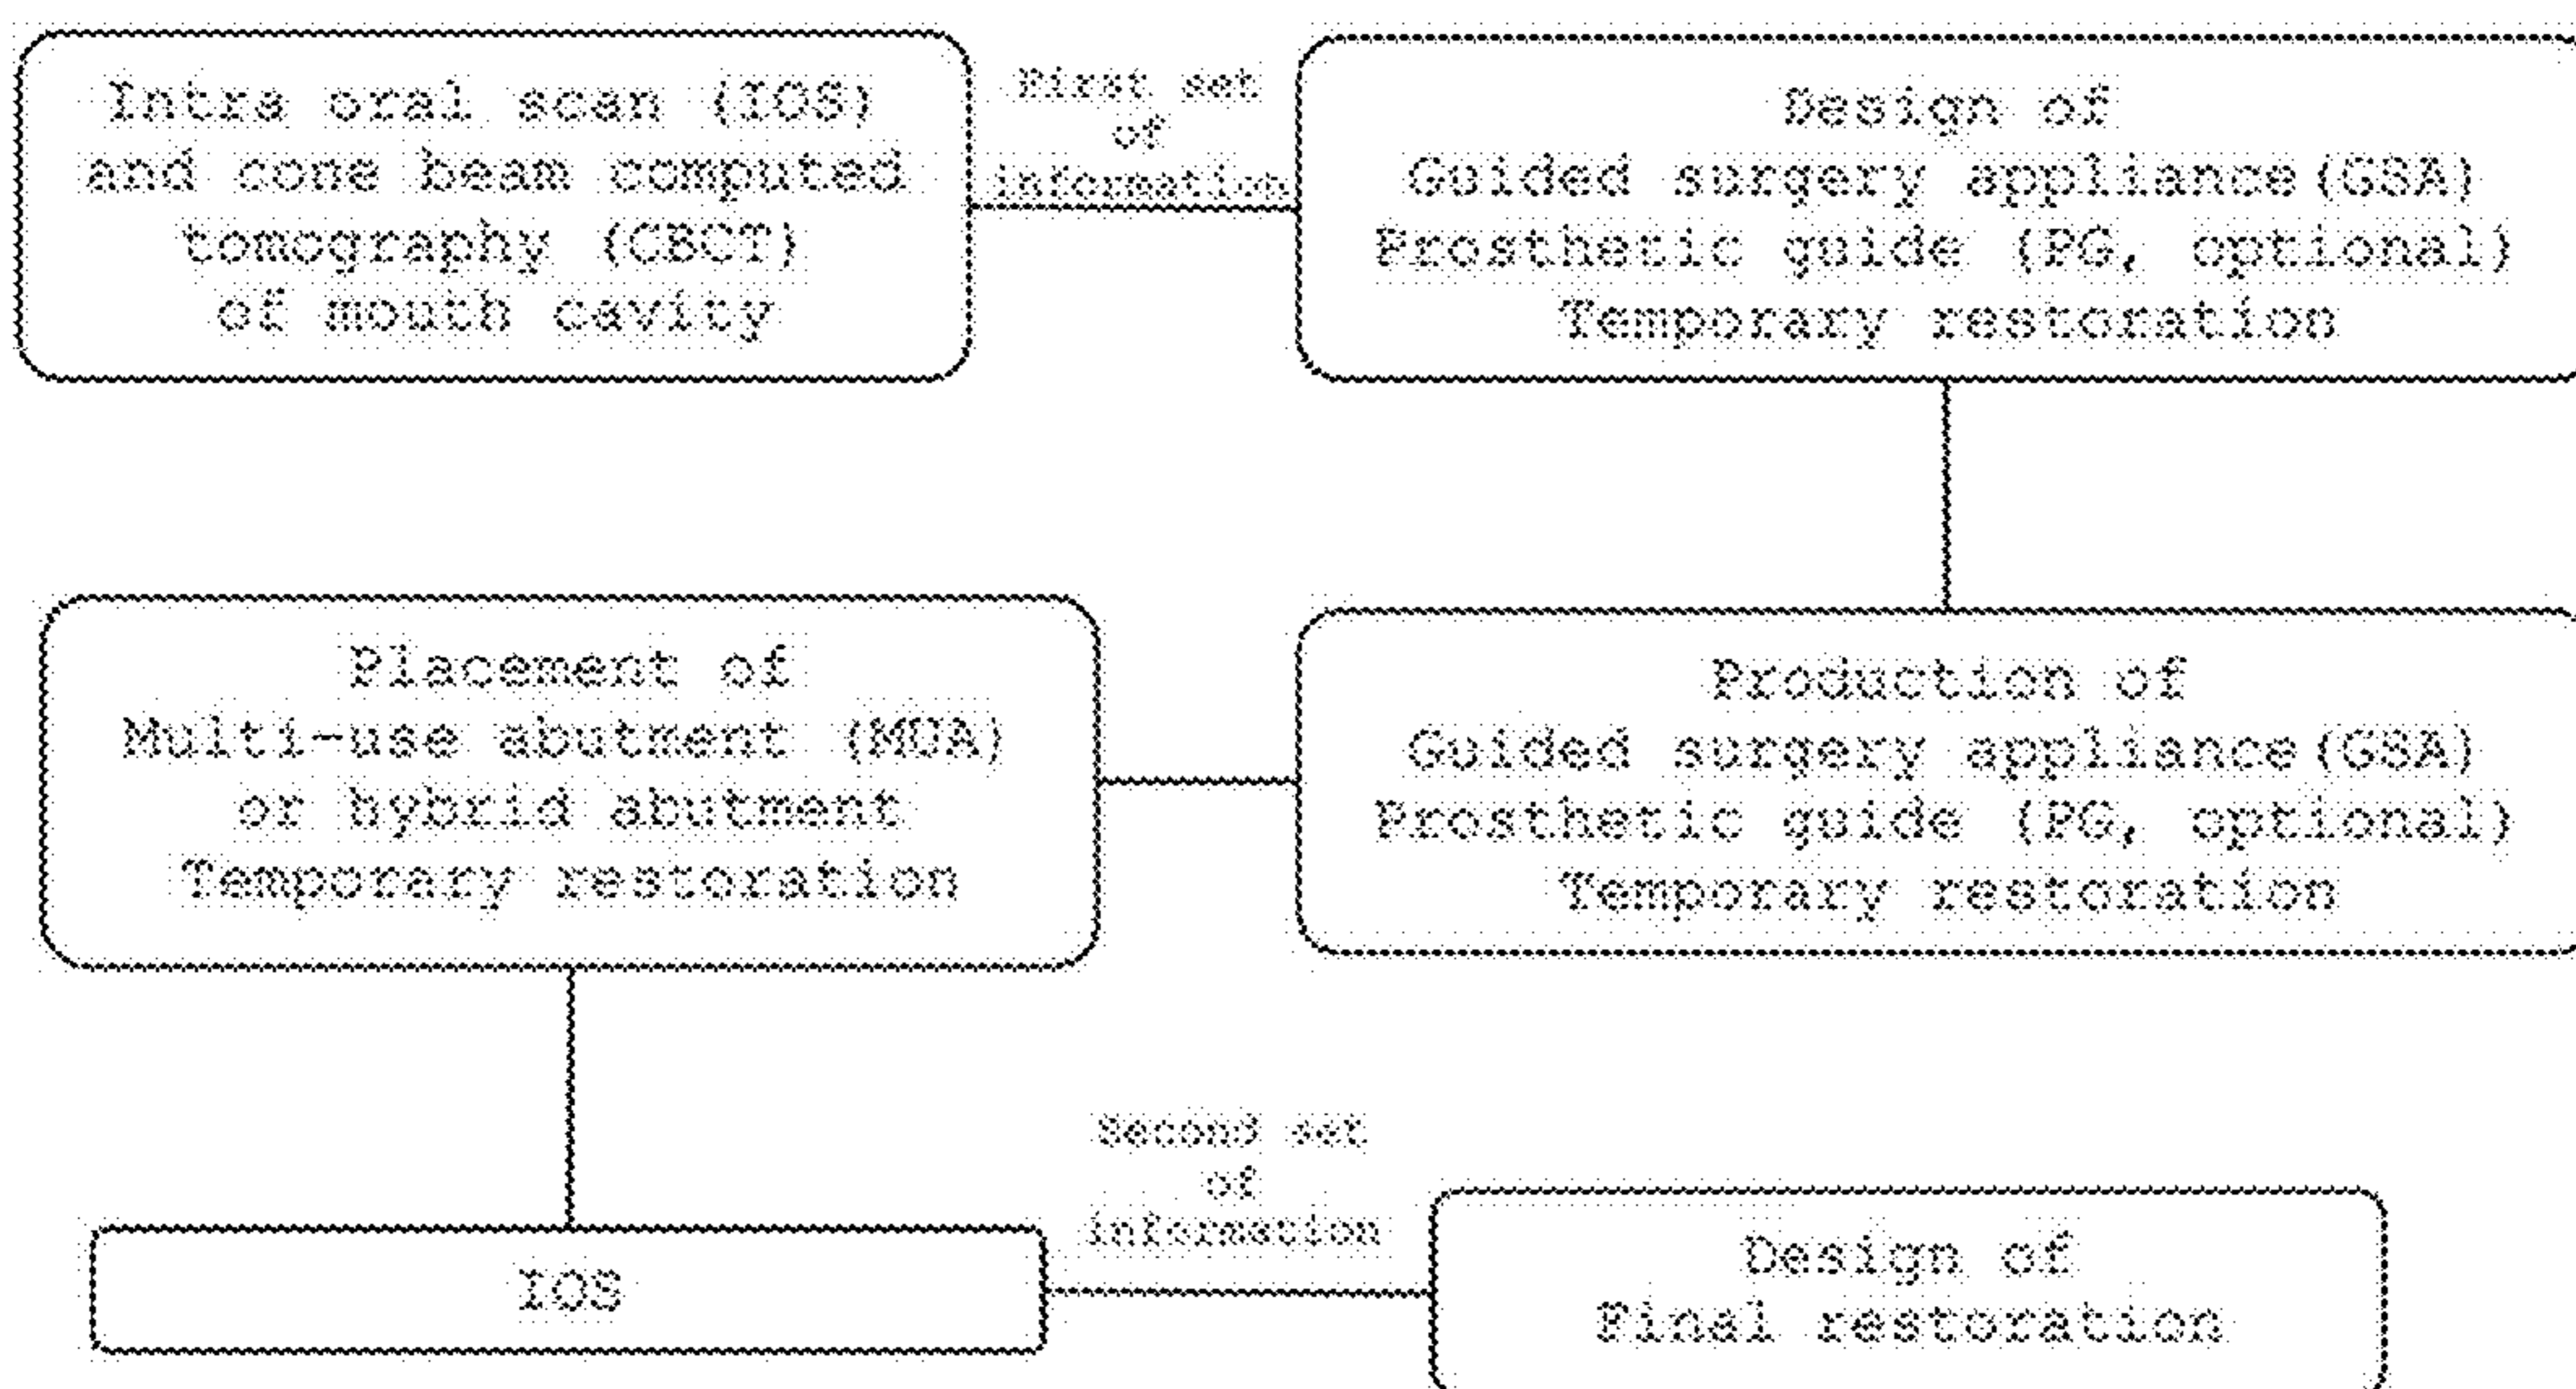 Intra oral scan (IOS)
and cone beam computed
tomography (CBCT)
of mouth cavity
First set
of
information
Design of
Guided surgery appliance (GSA)
Prosthetic guide (PG, optional)
Temporary restoration
Production of
Guided surgery appliance (GSA)
Prosthetic guide (PG, optional)
Temporary restoration
Placement of
Multi-use abutment (MUA)
or hybrid abutment
Temporary restoration
IOS
Second set
of
information
Design of
Final restoration